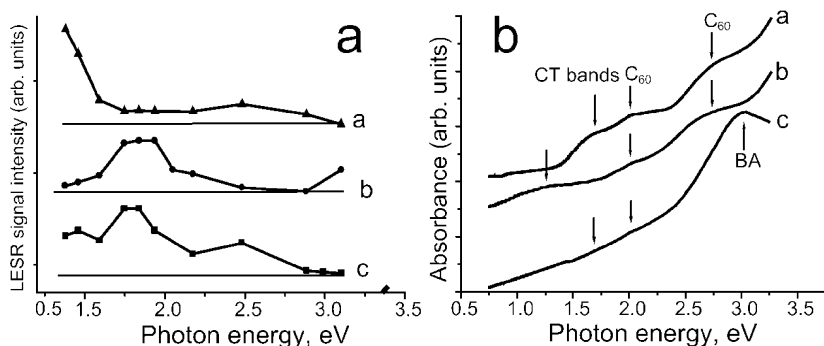 LESR signal intensity (arb. units)
a
a
b
c
0.5 1.5 2.0 2.5 3.0 3.5
Photon energy, eV
Absorbance (arb. units)
b
C60
a
CT bands C60
b
c
BA
0.5 1.0 1.5 2.0 2.5 3.0 3.5
Photon energy, eV